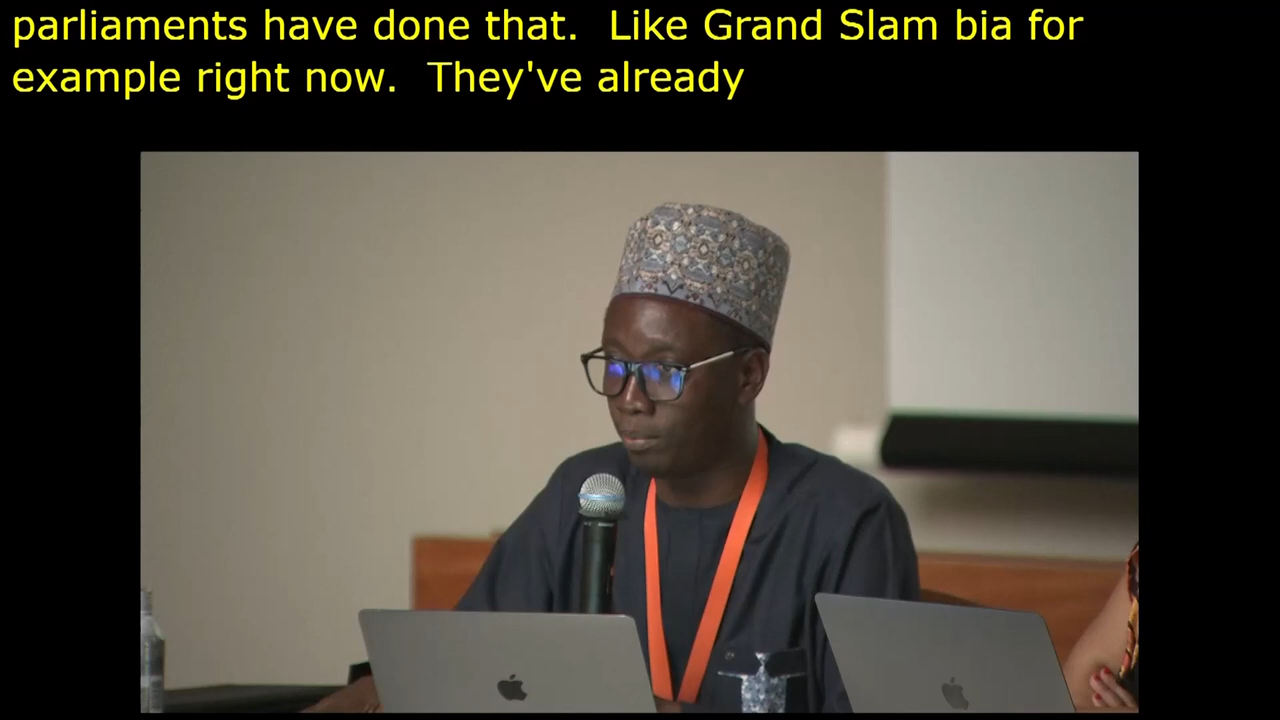 parliaments have done that.  Like Grand Slam bia for
example right now.  They've already